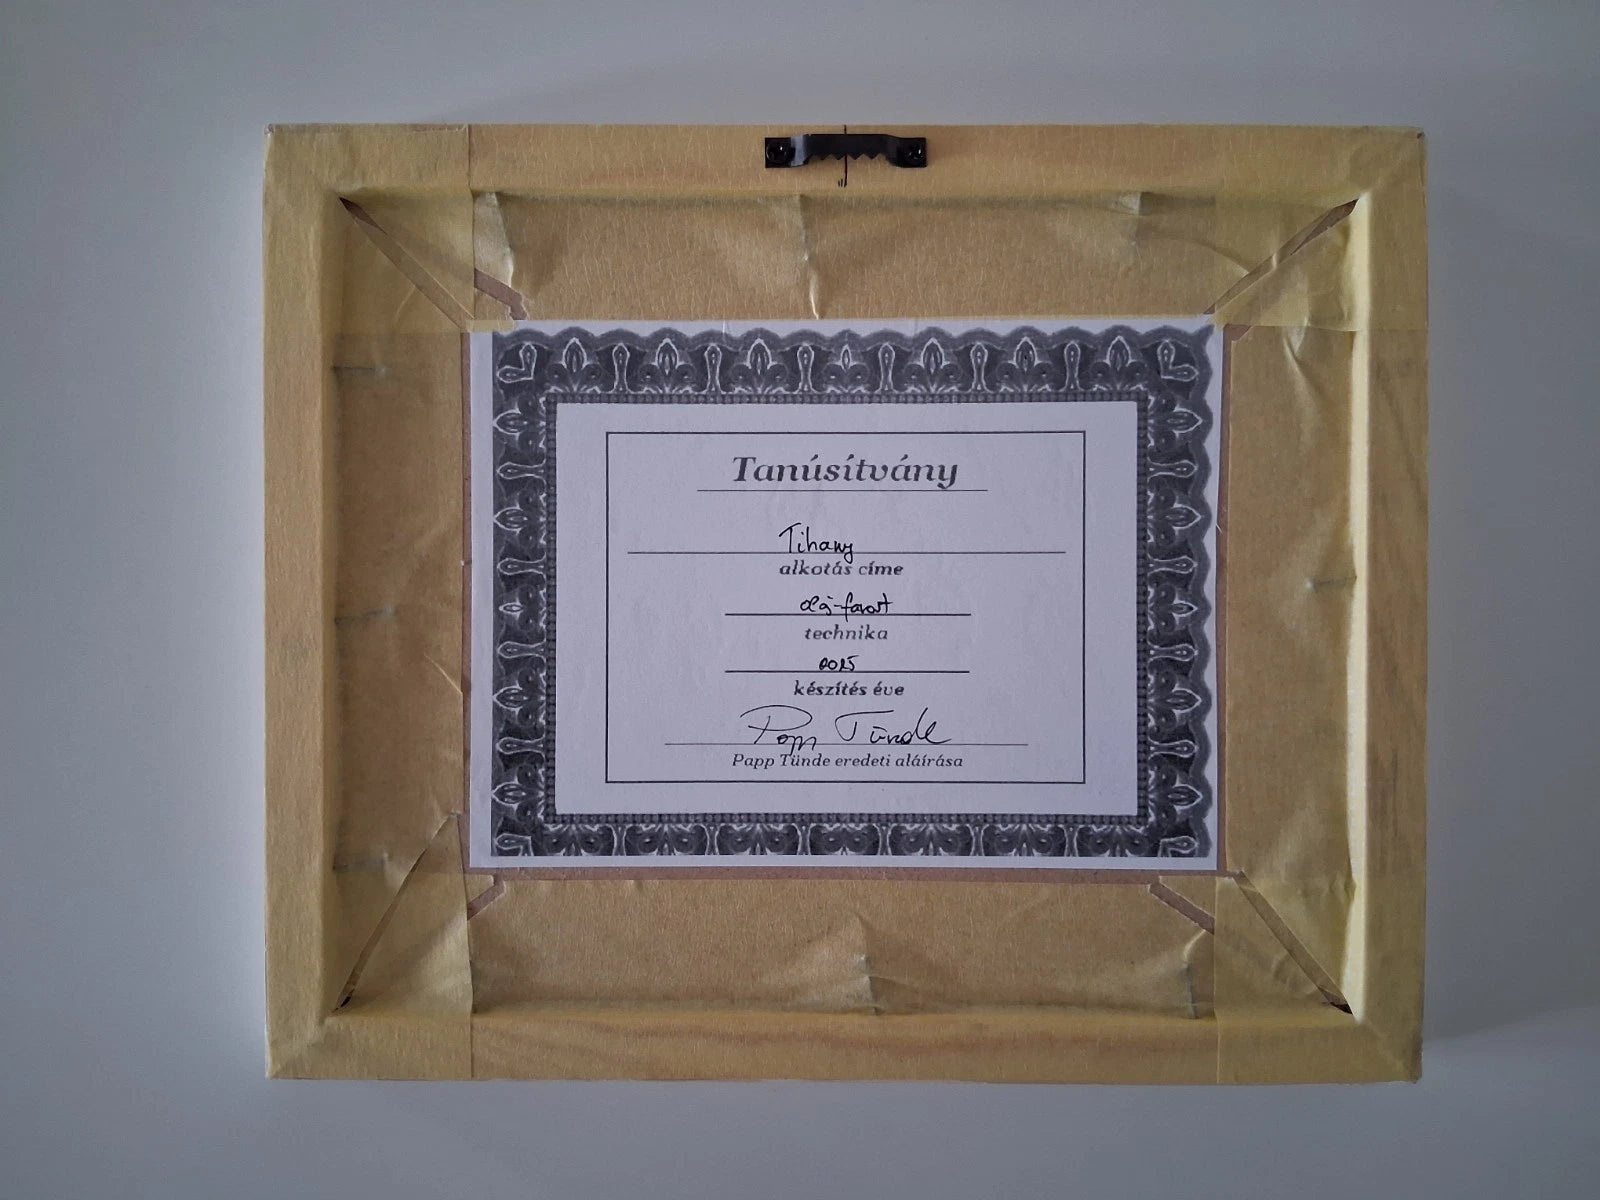 Tanúsítvány
Tihany
alkotás címe
olaj-farost
technika
2025
készítés éve
Papp Tünde
Papp Tünde eredeti aláírása